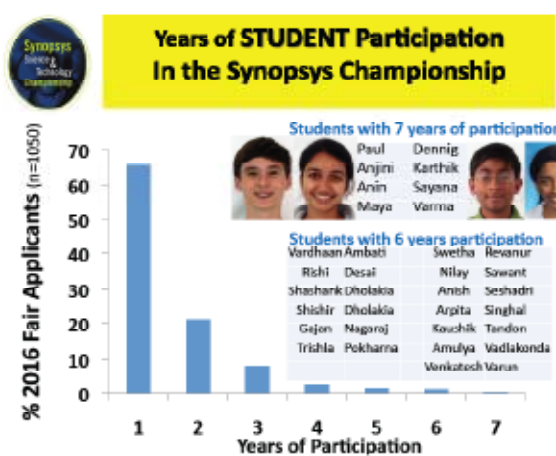 Synopsys
Science &
Technology
Championship
Years of STUDENT Participation
In the Synopsys Championship
% 2016 Fair Applicants (n=1050)
70
60
50
40
30
20
10
0
Students with 7 years of participation
Paul Dennig
Anjini Karthik
Anin Sayana
Maya Varma
Students with 6 years participation
Vardhaan Ambati Swetha Revanur
Rishi Desai Nilay Sawant
Shashank Dholakia Anish Seshadri
Shishir Dholakia Arpita Singhal
Gajan Nagaraj Kaushik Tandon
Trishla Pokharna Amulya Vadlakonda
Venkatesh Varun
1 2 3 4 5 6 7
Years of Participation